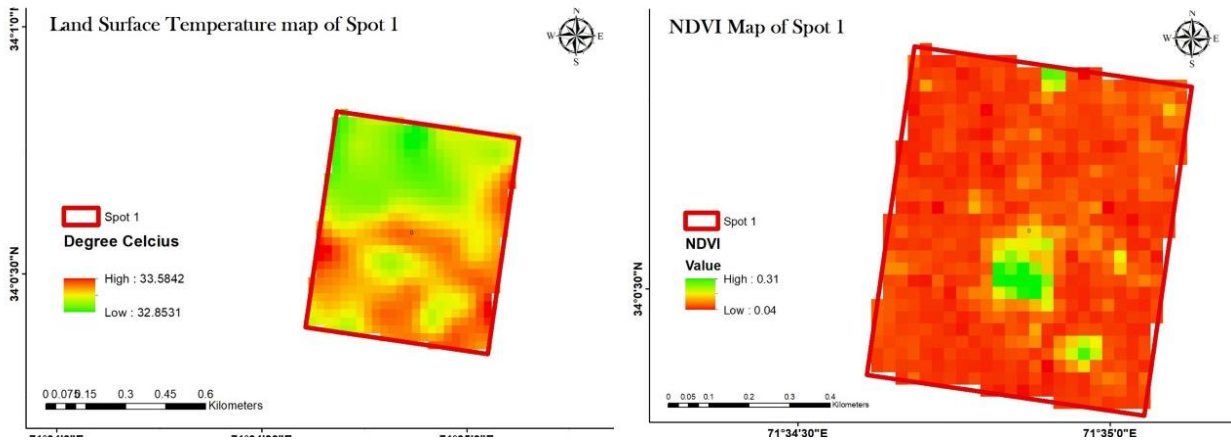 Land Surface Temperature map of Spot 1
N
W
E
S
34°1'0"N
34°0'30"N
Spot 1
Degree Celcius
High : 33.5842
Low : 32.8531
0 0.075 0.15 0.3 0.45 0.6
Kilometers
NDVI Map of Spot 1
N
W
E
S
34°0'30"N
Spot 1
NDVI
Value
High : 0.31
Low : 0.04
0 0.05 0.1 0.2 0.3 0.4
Kilometers
71°34'30"E
71°35'0"E